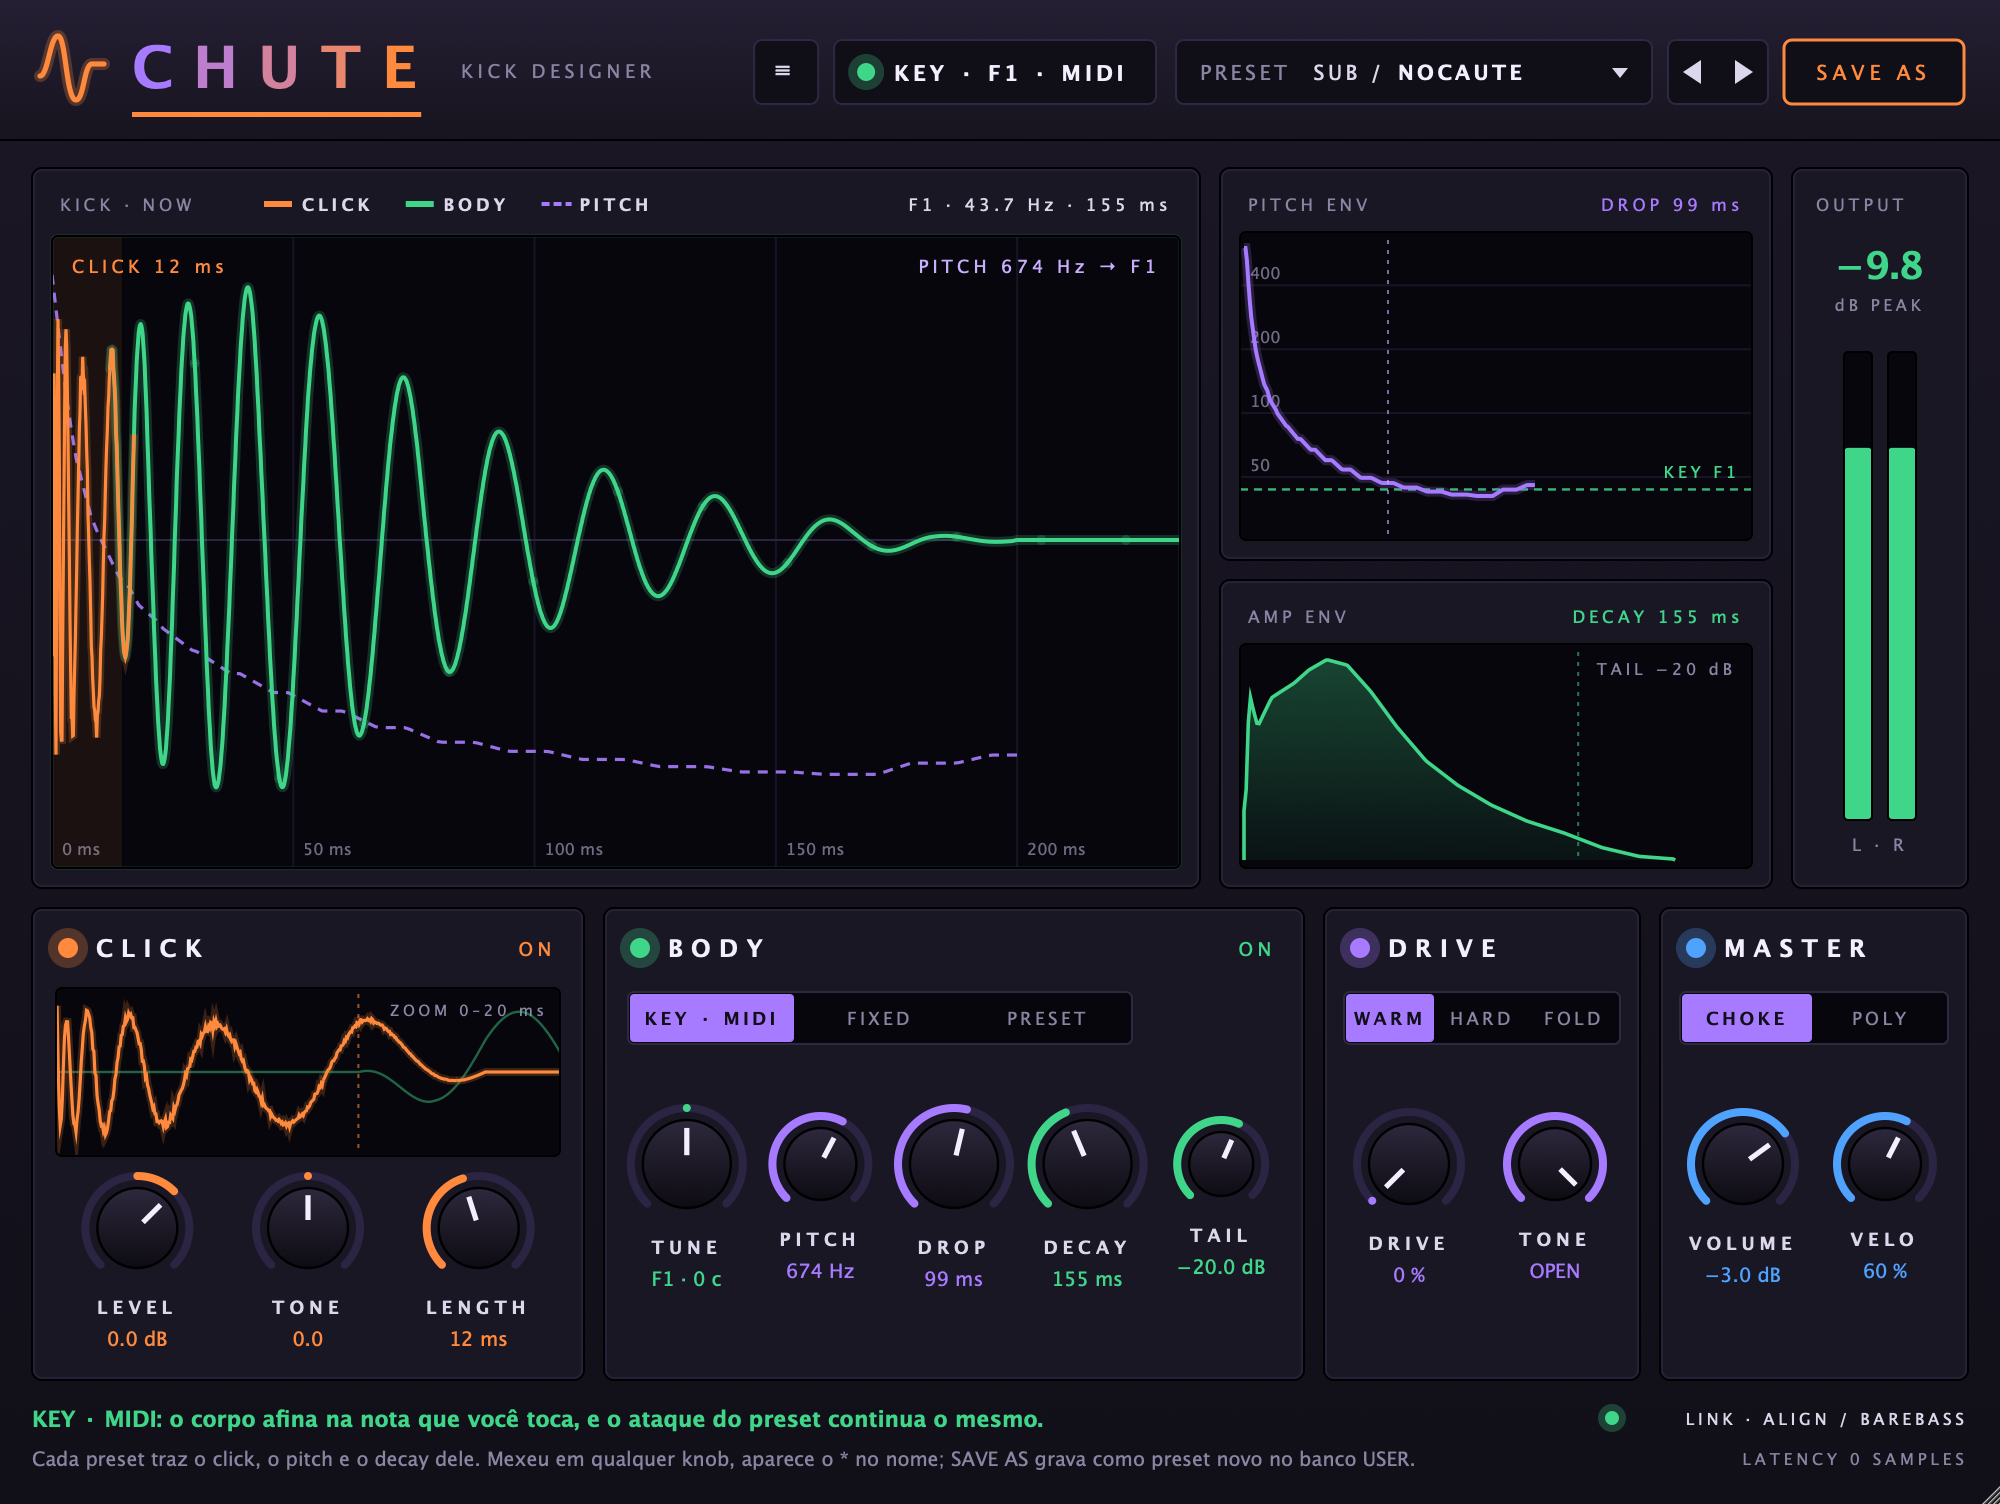 CHUTE
KICK DESIGNER
≡
KEY · F1 · MIDI
PRESET SUB / NOCAUTE
SAVE AS
KICK · NOW
CLICK
BODY
PITCH
F1 · 43.7 Hz · 155 ms
CLICK 12 ms
PITCH 674 Hz → F1
0 ms
50 ms
100 ms
150 ms
200 ms
PITCH ENV
DROP 99 ms
400
200
100
50
KEY F1
AMP ENV
DECAY 155 ms
TAIL −20 dB
OUTPUT
−9.8
dB PEAK
L · R
CLICK
ON
ZOOM 0–20 ms
LEVEL
0.0 dB
TONE
0.0
LENGTH
12 ms
BODY
ON
KEY · MIDI
FIXED
PRESET
TUNE
F1 · 0 c
PITCH
674 Hz
DROP
99 ms
DECAY
155 ms
TAIL
−20.0 dB
DRIVE
WARM
HARD
FOLD
DRIVE
0 %
TONE
OPEN
MASTER
CHOKE
POLY
VOLUME
−3.0 dB
VELO
60 %
KEY · MIDI: o corpo afina na nota que você toca, e o ataque do preset continua o mesmo.
LINK · ALIGN / BAREBASS
Cada preset traz o click, o pitch e o decay dele. Mexeu em qualquer knob, aparece o * no nome; SAVE AS grava como preset novo no banco USER.
LATENCY 0 SAMPLES